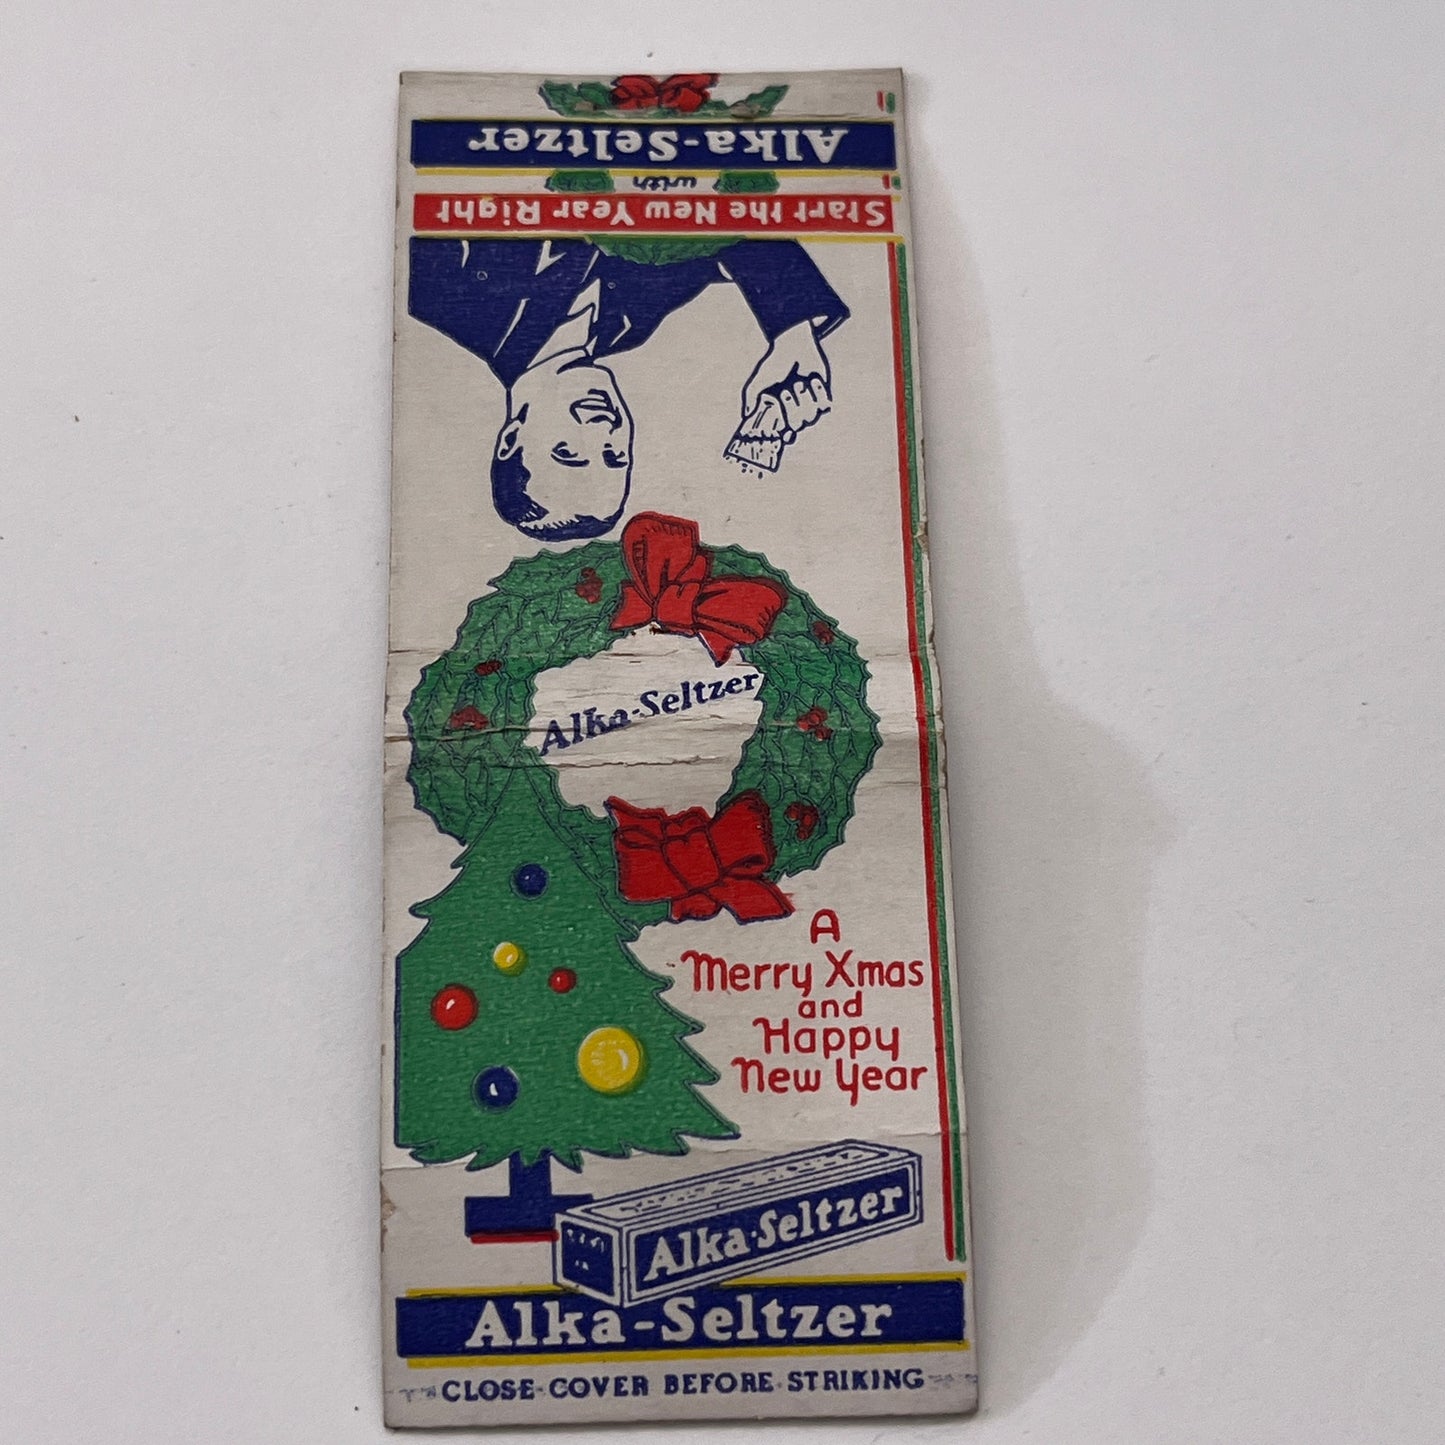 Alka-Seltzer
with
Start the New Year Right
Alka-Seltzer
A
Merry Xmas
and
Happy
New Year
Alka-Seltzer
Alka-Seltzer
CLOSE COVER BEFORE STRIKING